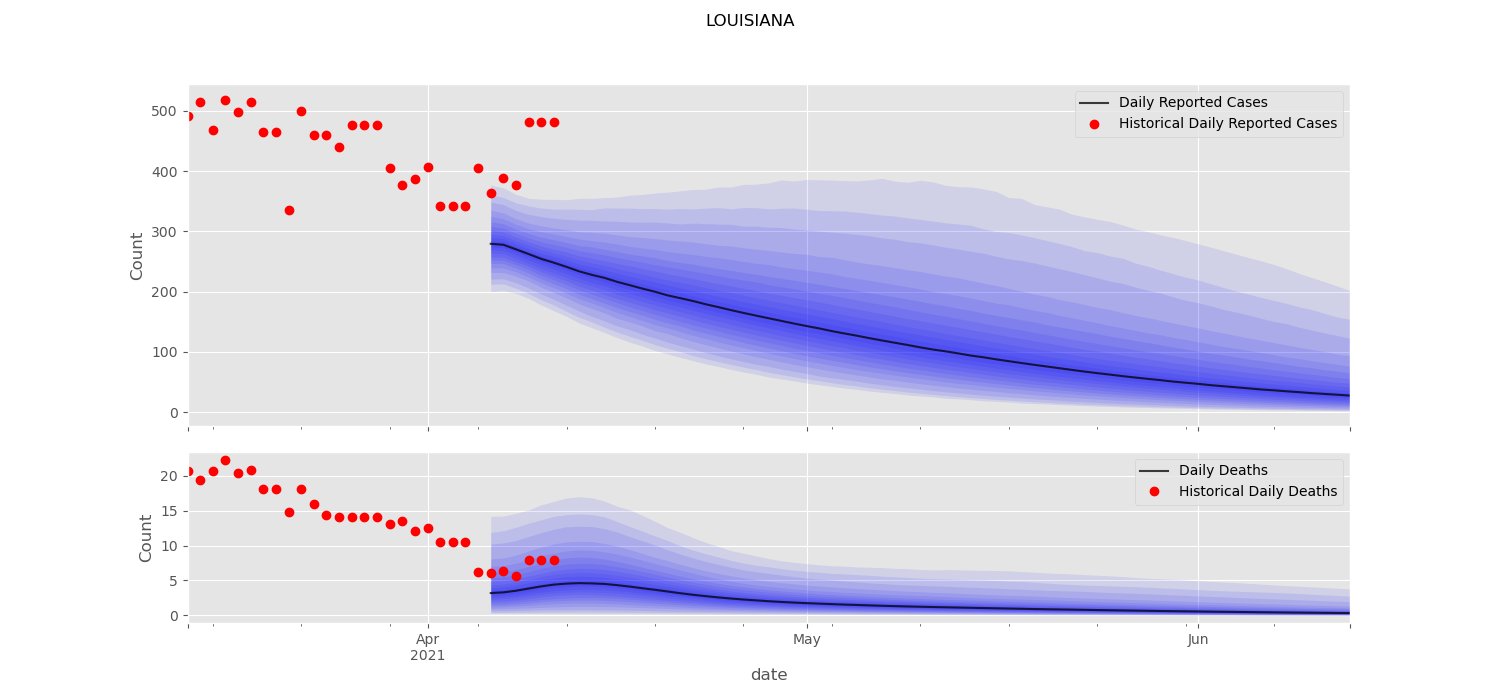 LOUISIANA
500
400
300
200
100
0
Count
Daily Reported Cases
Historical Daily Reported Cases
20
15
10
5
0
Count
Daily Deaths
Historical Daily Deaths
Apr
2021
May
Jun
date